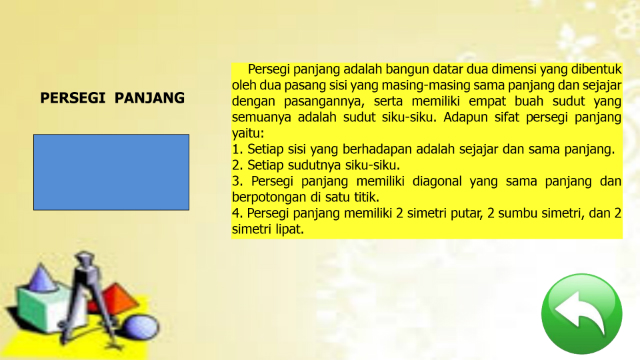 PERSEGI PANJANG
Persegi panjang adalah bangun datar dua dimensi yang dibentuk
oleh dua pasang sisi yang masing-masing sama panjang dan sejajar
dengan pasangannya, serta memiliki empat buah sudut yang
semuanya adalah sudut siku-siku. Adapun sifat persegi panjang
yaitu:
1. Setiap sisi yang berhadapan adalah sejajar dan sama panjang.
2. Setiap sudutnya siku-siku.
3. Persegi panjang memiliki diagonal yang sama panjang dan
berpotongan di satu titik.
4. Persegi panjang memiliki 2 simetri putar, 2 sumbu simetri, dan 2
simetri lipat.